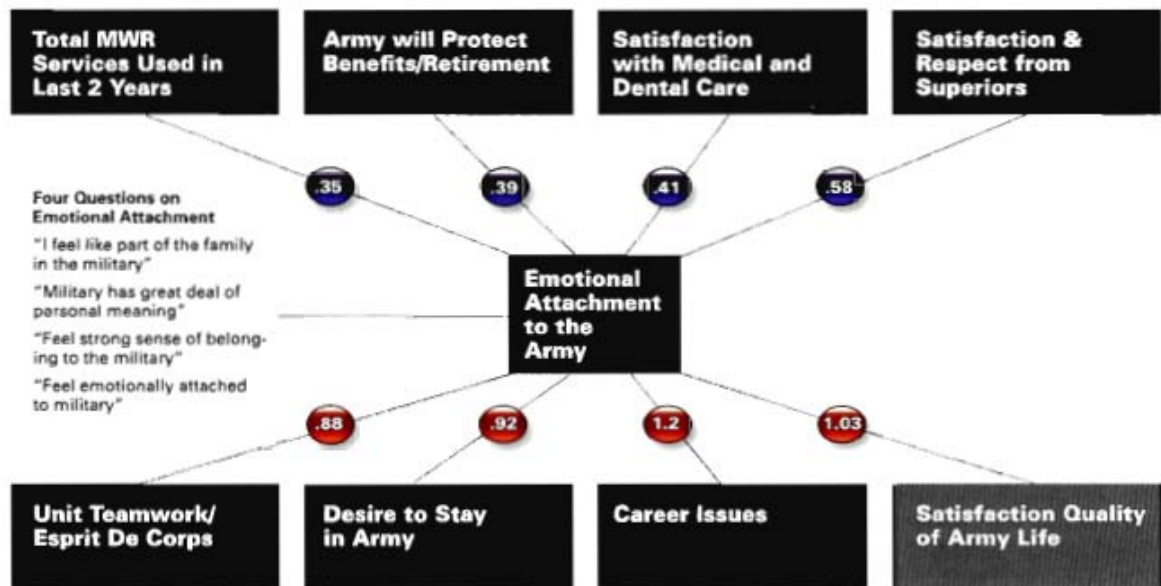 Total MWR
Services Used in
Last 2 Years
Army will Protect
Benefits/Retirement
Satisfaction
with Medical and
Dental Care
Satisfaction &
Respect from
Superiors
.35
.39
.41
.58
Four Questions on
Emotional Attachment
"I feel like part of the family
in the military"
"Military has great deal of
personal meaning"
"Feel strong sense of belong-
ing to the military"
"Feel emotionally attached
to military"
Emotional
Attachment
to the
Army
.88
.92
1.2
1.03
Unit Teamwork/
Esprit De Corps
Desire to Stay
in Army
Career Issues
Satisfaction Quality
of Army Life